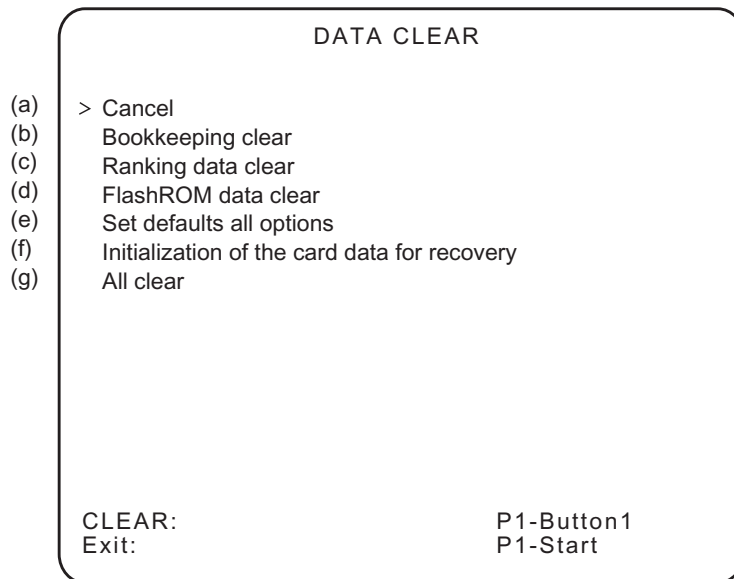 DATA CLEAR
(a) > Cancel
(b) Bookkeeping clear
(c) Ranking data clear
(d) FlashROM data clear
(e) Set defaults all options
(f) Initialization of the card data for recovery
(g) All clear
CLEAR: P1-Button1
Exit: P1-Start